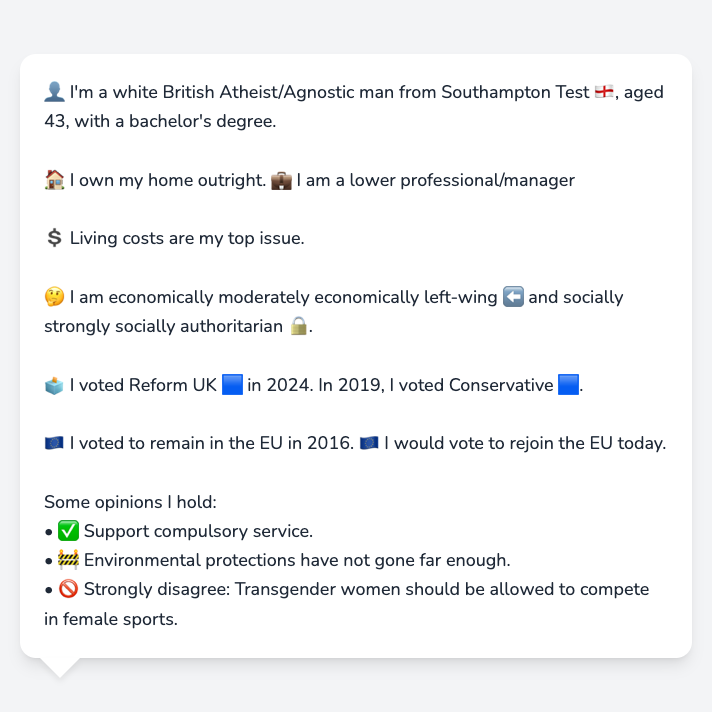 👤 I'm a white British Atheist/Agnostic man from Southampton Test 🏴󠁧󠁢󠁥󠁮󠁧󠁿, aged
43, with a bachelor's degree.
🏠 I own my home outright. 💼 I am a lower professional/manager
💲 Living costs are my top issue.
🤔 I am economically moderately economically left-wing ⬅️ and socially
strongly socially authoritarian 🔒.
🗳️ I voted Reform UK 🟦 in 2024. In 2019, I voted Conservative 🟦.
🇪🇺 I voted to remain in the EU in 2016. 🇪🇺 I would vote to rejoin the EU today.
Some opinions I hold:
• ✅ Support compulsory service.
• 🚧 Environmental protections have not gone far enough.
• 🚫 Strongly disagree: Transgender women should be allowed to compete
in female sports.